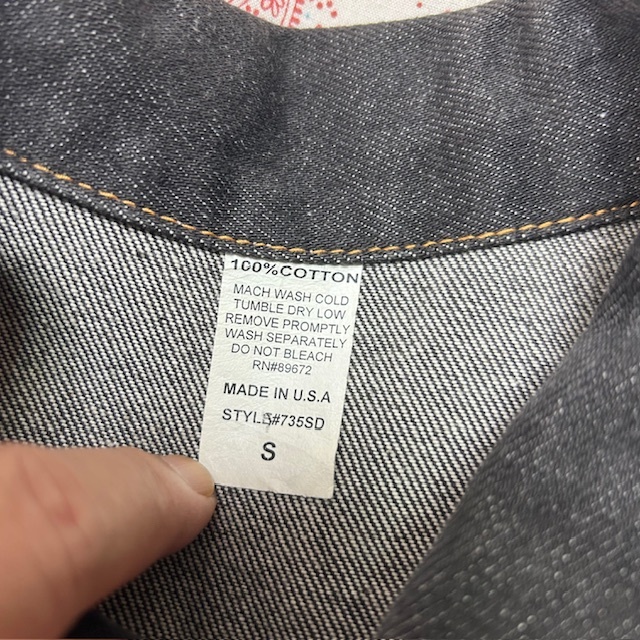 100%COTTON
MACH WASH COLD
TUMBLE DRY LOW
REMOVE PROMPTLY
WASH SEPARATELY
DO NOT BLEACH
RN#89672
MADE IN U.S.A
STYLE#735SD
S